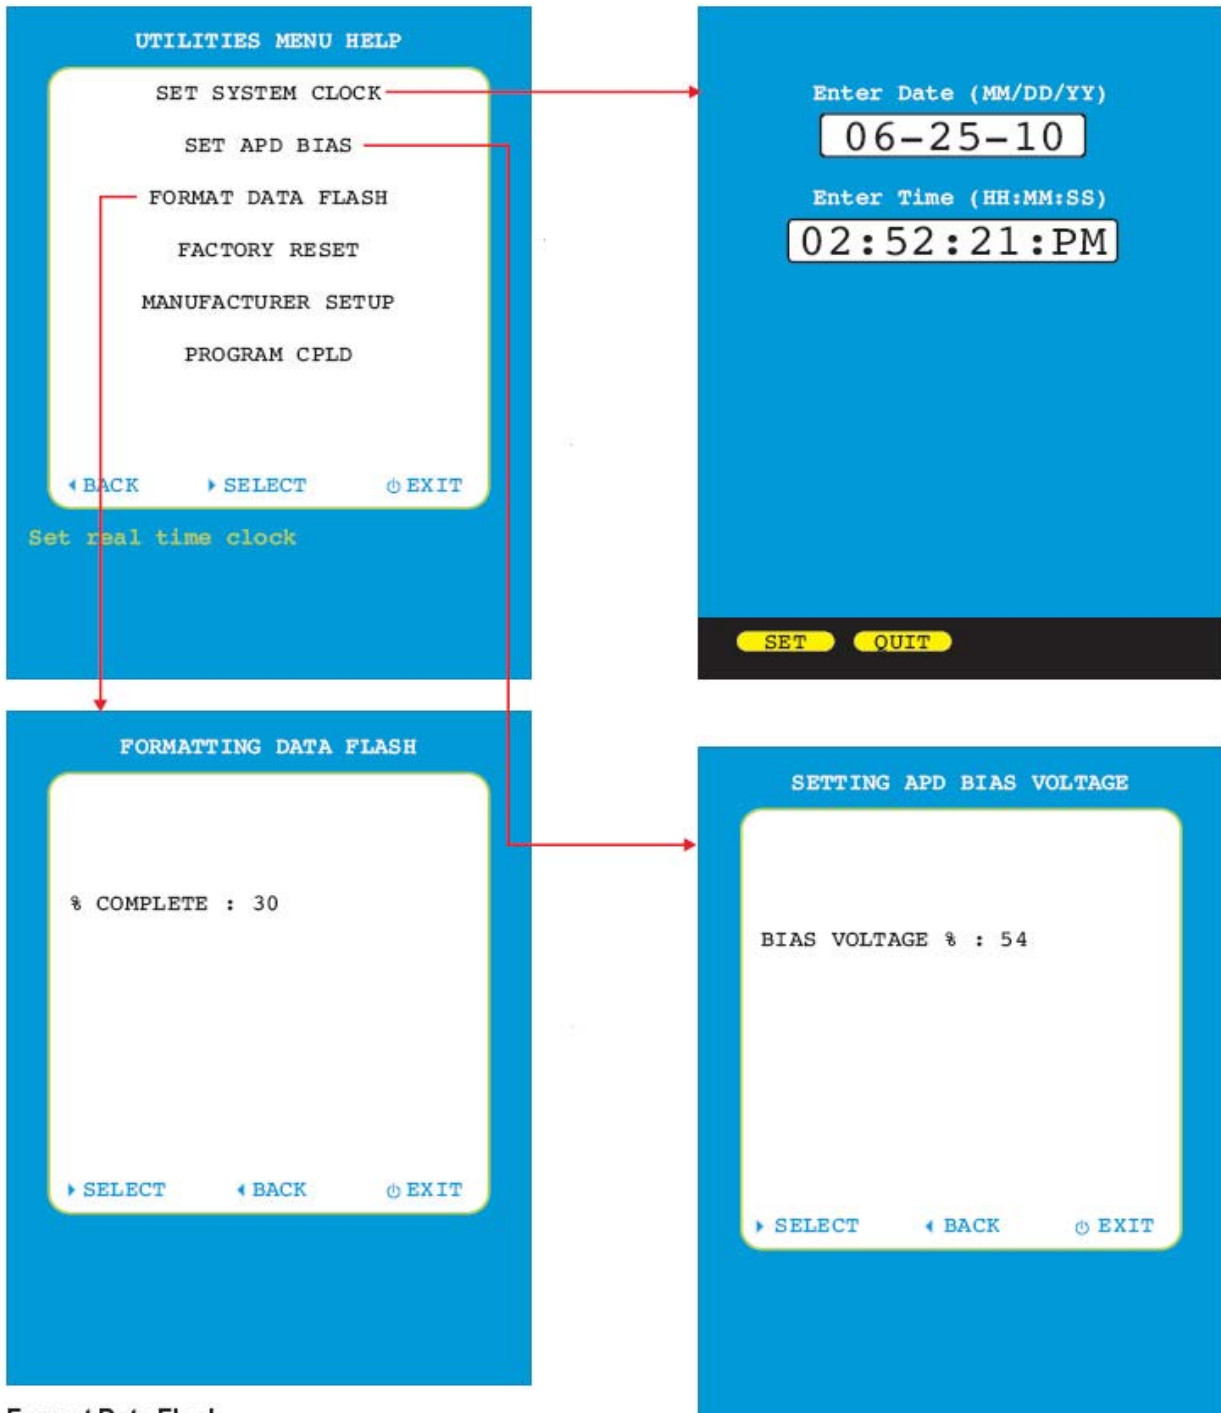 UTILITIES MENU HELP
SET SYSTEM CLOCK
SET APD BIAS
FORMAT DATA FLASH
FACTORY RESET
MANUFACTURER SETUP
PROGRAM CPLD
BACK SELECT EXIT
Set real time clock
Enter Date (MM/DD/YY)
06-25-10
Enter Time (HH:MM:SS)
02:52:21:PM
SET QUIT
FORMATTING DATA FLASH
% COMPLETE : 30
SELECT BACK EXIT
SETTING APD BIAS VOLTAGE
BIAS VOLTAGE % : 54
SELECT BACK EXIT
Format Data Flash